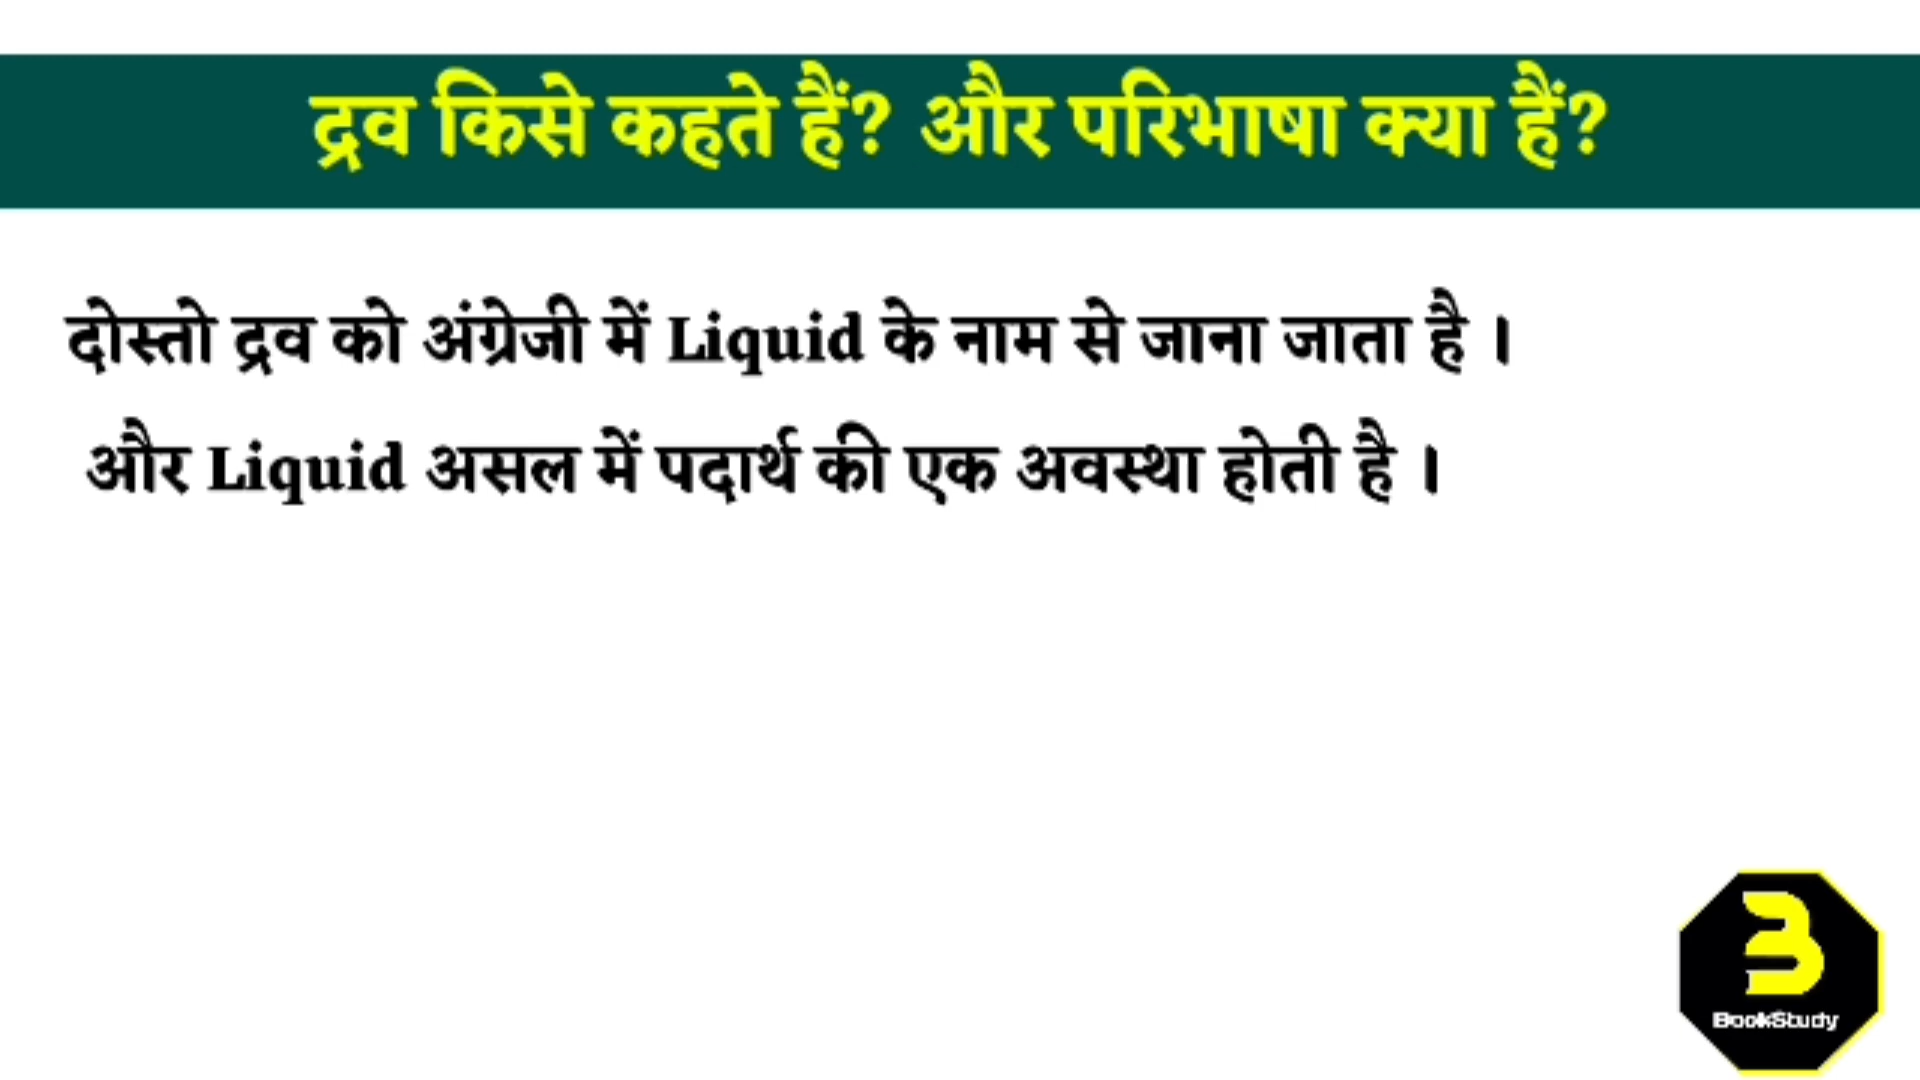 द्रव किसे कहते हैं? और परिभाषा क्या हैं?
दोस्तो द्रव को अंग्रेजी में Liquid के नाम से जाना जाता है ।
और Liquid असल में पदार्थ की एक अवस्था होती है ।
BookStudy